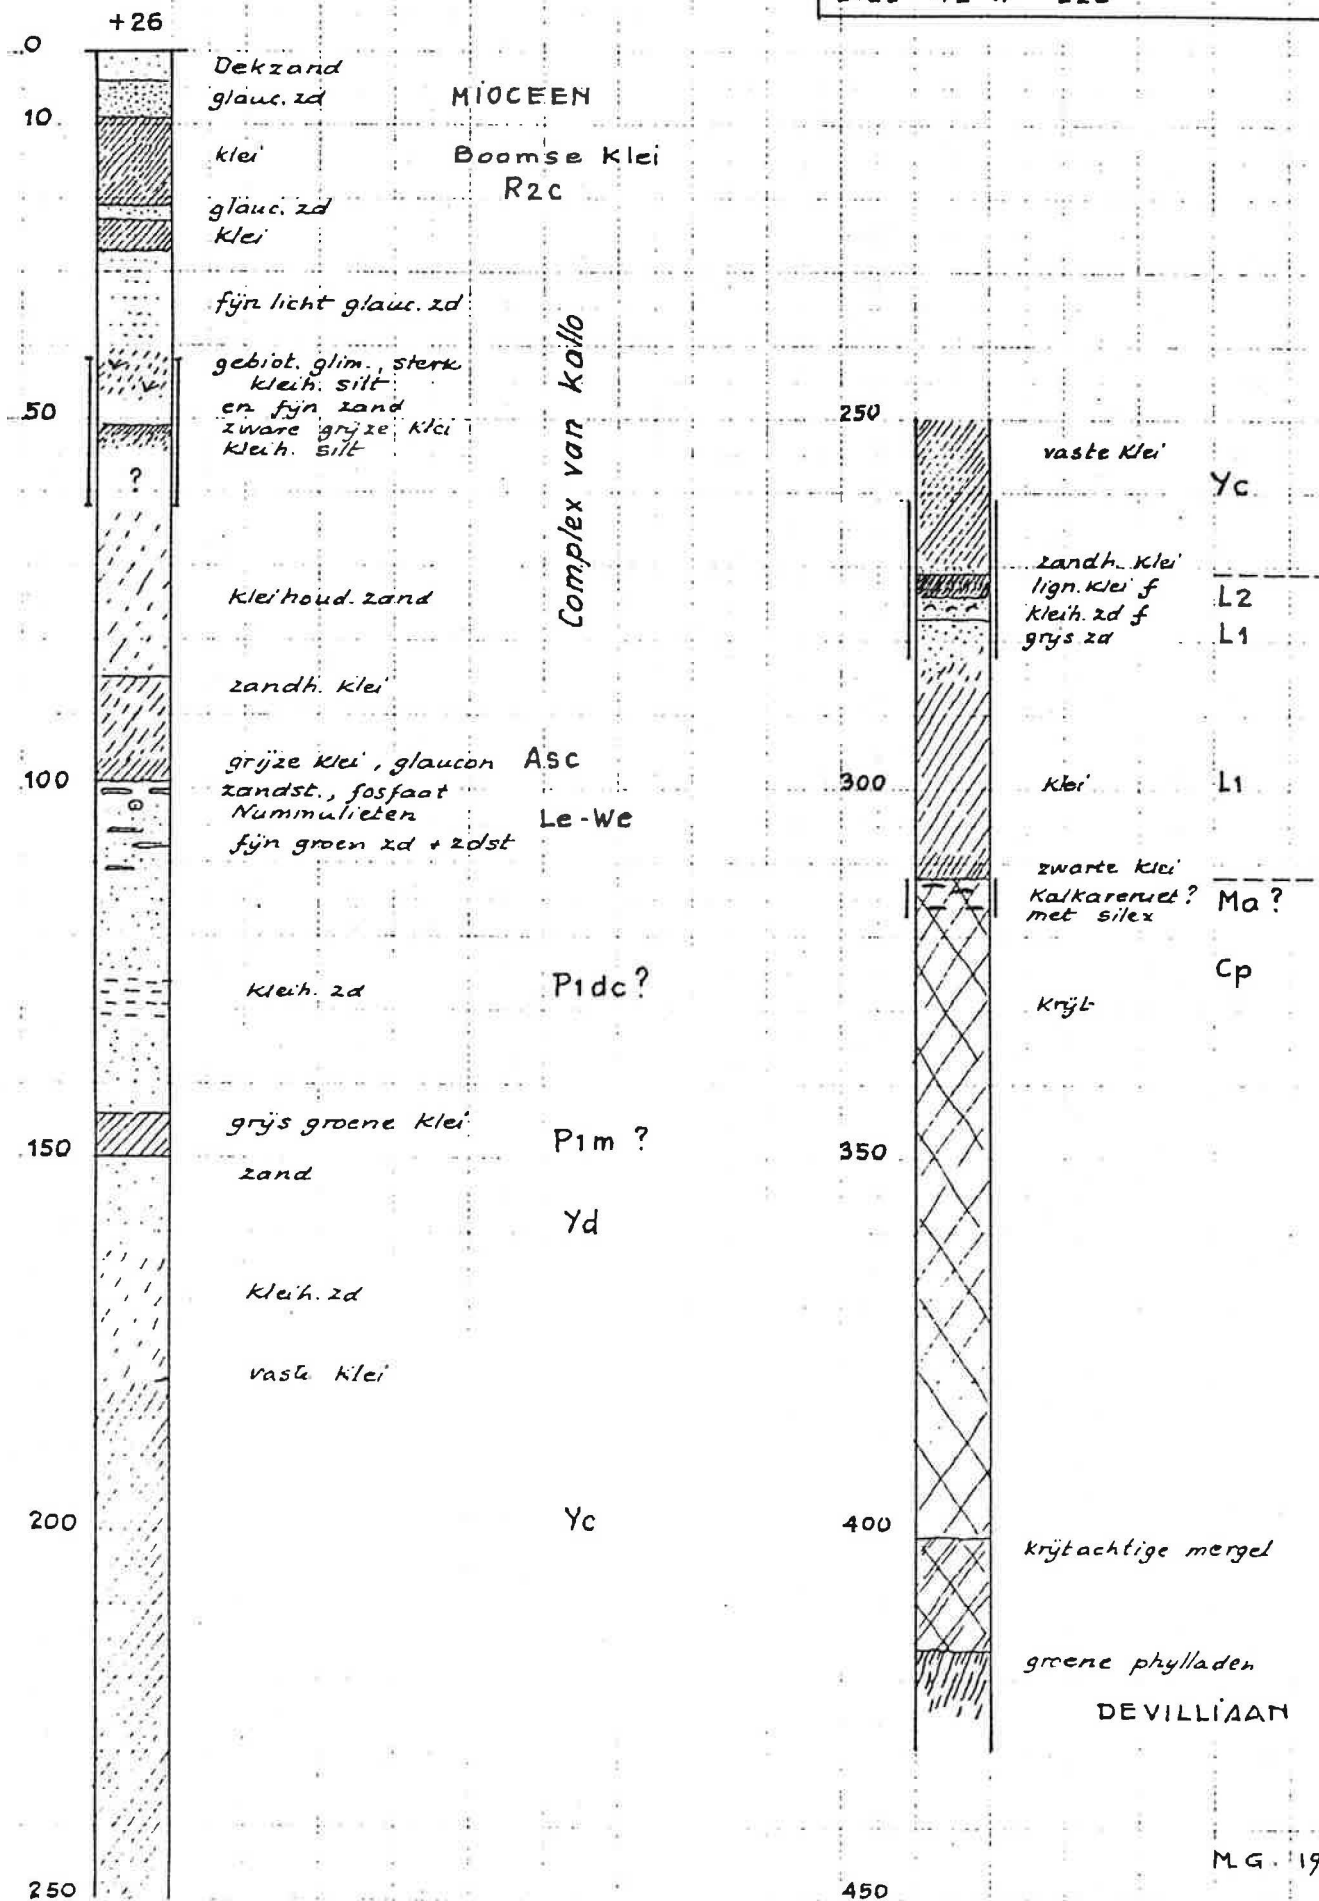 +26
0
Dekzand
glauc. zd
MIOCEEN
10
klei
Boomse Klei
R2c
glauc. zd
klei
fijn licht glauc. zd
gebiot. glim., sterk
kleih. silt
en fijn zand
50
zware grijze klei
kleih. silt
?
Complex van Kallo
kleihoud. zand
zandh. klei
grijze klei, glaucon
Asc
100
zandst., fosfaat
Nummulieten
Le-We
fijn groen zd + zdst
kleih. zd
P1dc?
grijs groene klei
P1m ?
150
zand
Yd
kleih. zd
vaste klei
200
Yc
250
250
vaste klei
Yc
zandh. klei
lign. klei f
L2
kleih. zd f
grijs zd
L1
300
klei
L1
zwarte klei
Kalkareniet?
Ma ?
met silex
Cp
krijt
350
400
krijtachtige mergel
groene phylladen
DEVILLIAAN
M.G. 19
450